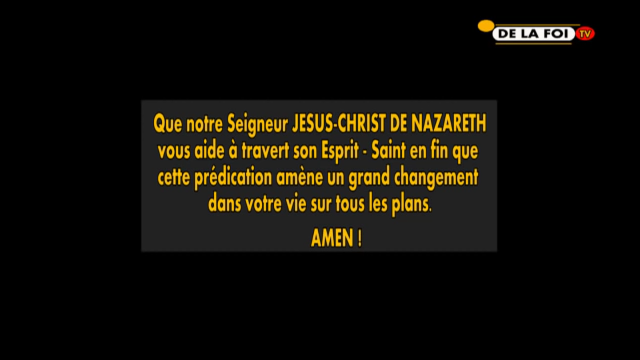 DE LA FOI TV
Que notre Seigneur JESUS-CHRIST DE NAZARETH
vous aide à travert son Esprit - Saint en fin que
cette prédication amène un grand changement
dans votre vie sur tous les plans.
AMEN !